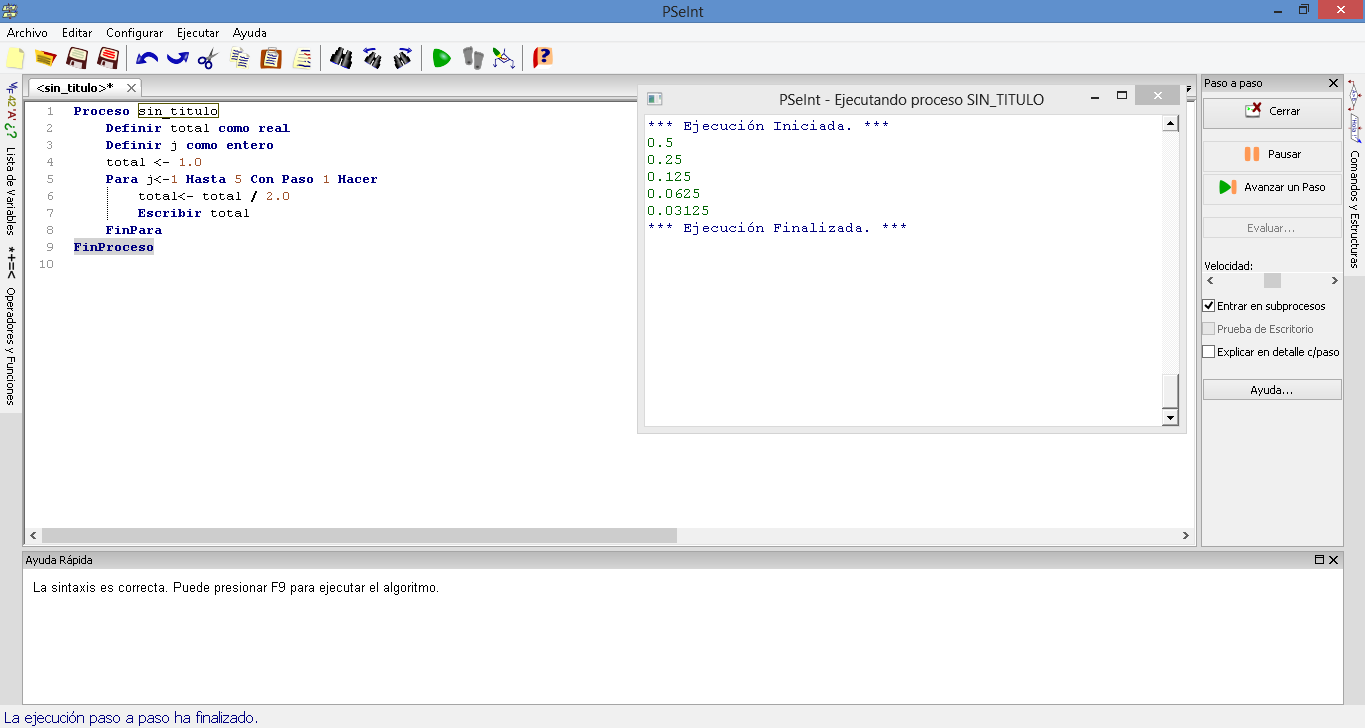 PSeInt
Archivo Editar Configurar Ejecutar Ayuda
<sin_titulo>*
1 Proceso sin_titulo
2 Definir total como real
3 Definir j como entero
4 total <- 1.0
5 Para j<-1 Hasta 5 Con Paso 1 Hacer
6 total<- total / 2.0
7 Escribir total
8 FinPara
9 FinProceso
10
PSeInt - Ejecutando proceso SIN_TITULO
*** Ejecución Iniciada. ***
0.5
0.25
0.125
0.0625
0.03125
*** Ejecución Finalizada. ***
Paso a paso
Cerrar
Pausar
Avanzar un Paso
Evaluar...
Velocidad:
Entrar en subprocesos
Prueba de Escritorio
Explicar en detalle c/paso
Ayuda...
42 'A' ¿? Lista de Variables
*+=< Operadores y Funciones
Comandos y Estructuras
Ayuda Rápida
La sintaxis es correcta. Puede presionar F9 para ejecutar el algoritmo.
La ejecución paso a paso ha finalizado.